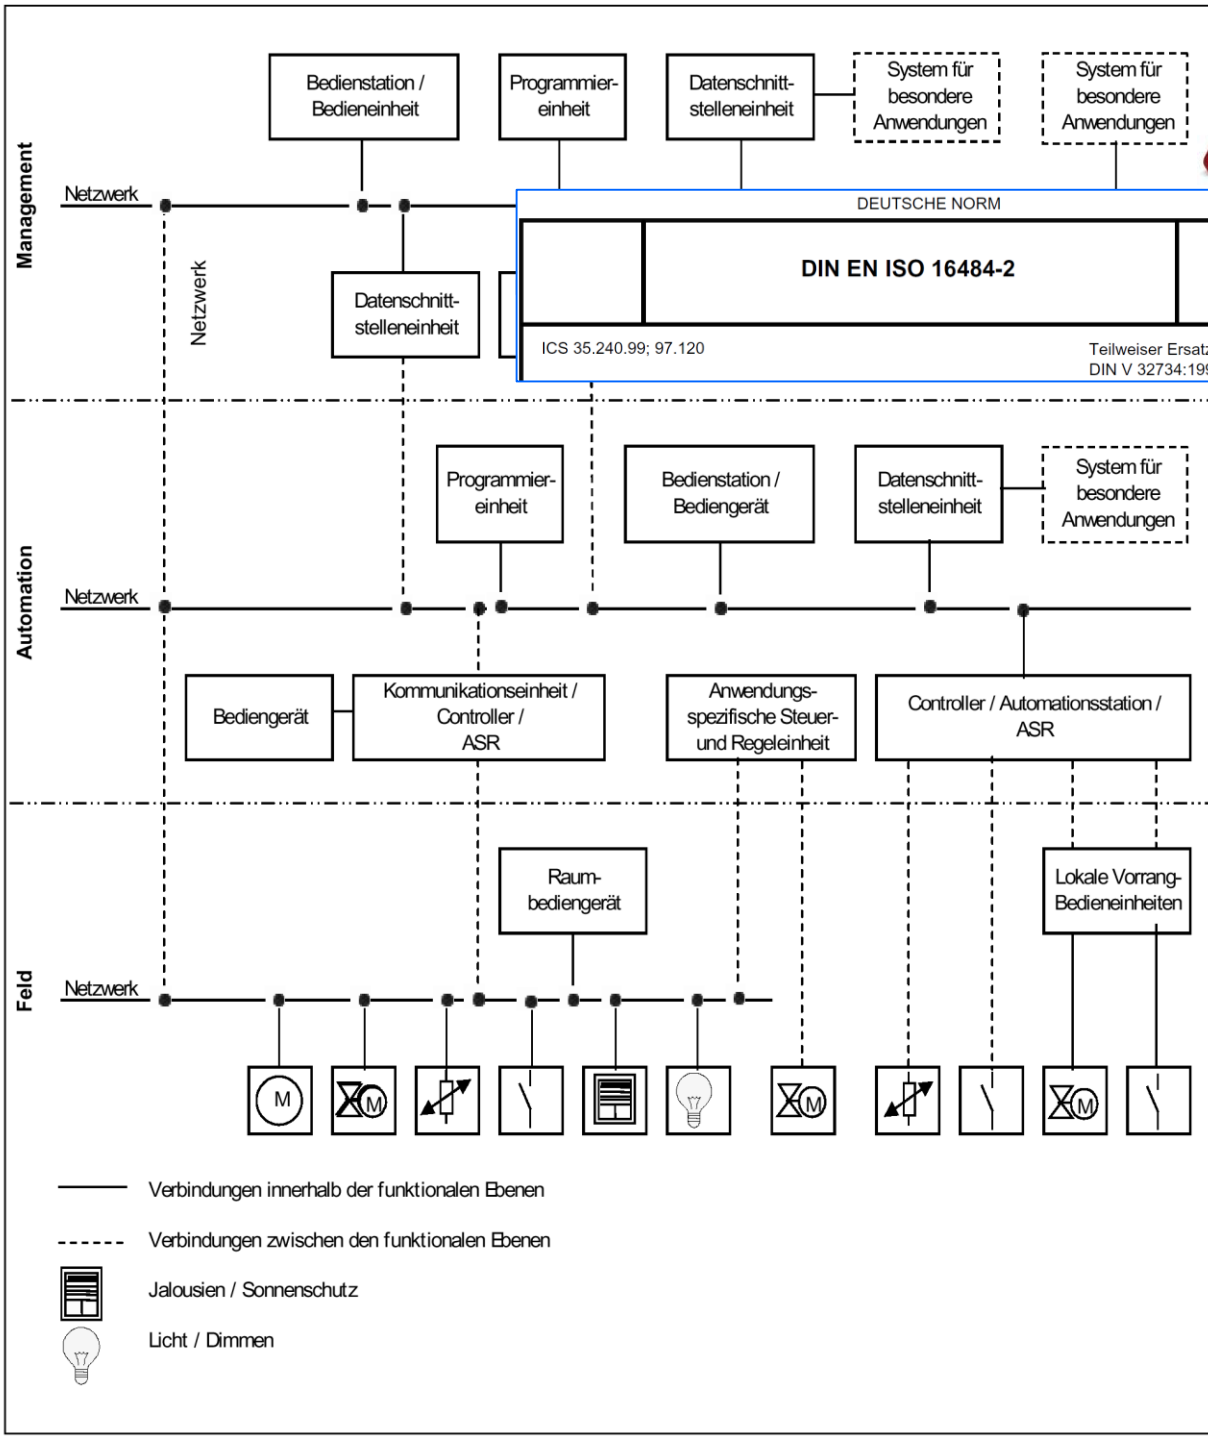 Bedienstation /
Bedieneinheit
Programmier-
einheit
Datenschnitt-
stelleneinheit
System für
besondere
Anwendungen
System für
besondere
Anwendungen
Management
Netzwerk
Netzwerk
DEUTSCHE NORM
DIN EN ISO 16484-2
ICS 35.240.99; 97.120
Teilweiser Ersatz
DIN V 32734:199
Datenschnitt-
stelleneinheit
Programmier-
einheit
Bedienstation /
Bediengerät
Datenschnitt-
stelleneinheit
System für
besondere
Anwendungen
Automation
Netzwerk
Bediengerät
Kommunikationseinheit /
Controller /
ASR
Anwendungs-
spezifische Steuer-
und Regeleinheit
Controller / Automationsstation /
ASR
Raum-
bediengerät
Lokale Vorrang-
Bedieneinheiten
Feld
Netzwerk
M
M
M
M
Verbindungen innerhalb der funktionalen Ebenen
Verbindungen zwischen den funktionalen Ebenen
Jalousien / Sonnenschutz
Licht / Dimmen